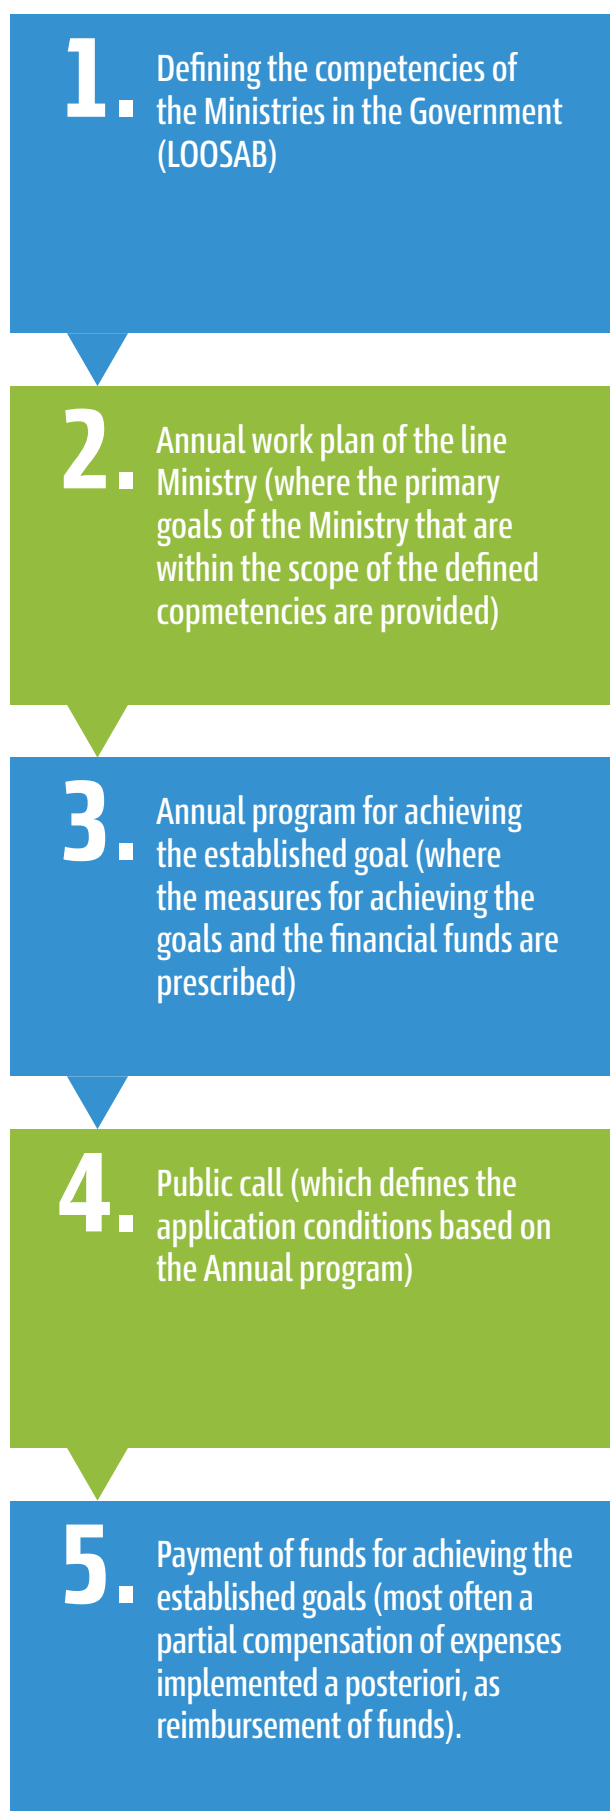 1. Defining the competencies of
the Ministries in the Government
(LOOSAB)
2. Annual work plan of the line
Ministry (where the primary
goals of the Ministry that are
within the scope of the defined
copmetencies are provided)
3. Annual program for achieving
the established goal (where
the measures for achieving the
goals and the financial funds are
prescribed)
4. Public call (which defines the
application conditions based on
the Annual program)
5. Payment of funds for achieving the
established goals (most often a
partial compensation of expenses
implemented a posteriori, as
reimbursement of funds).